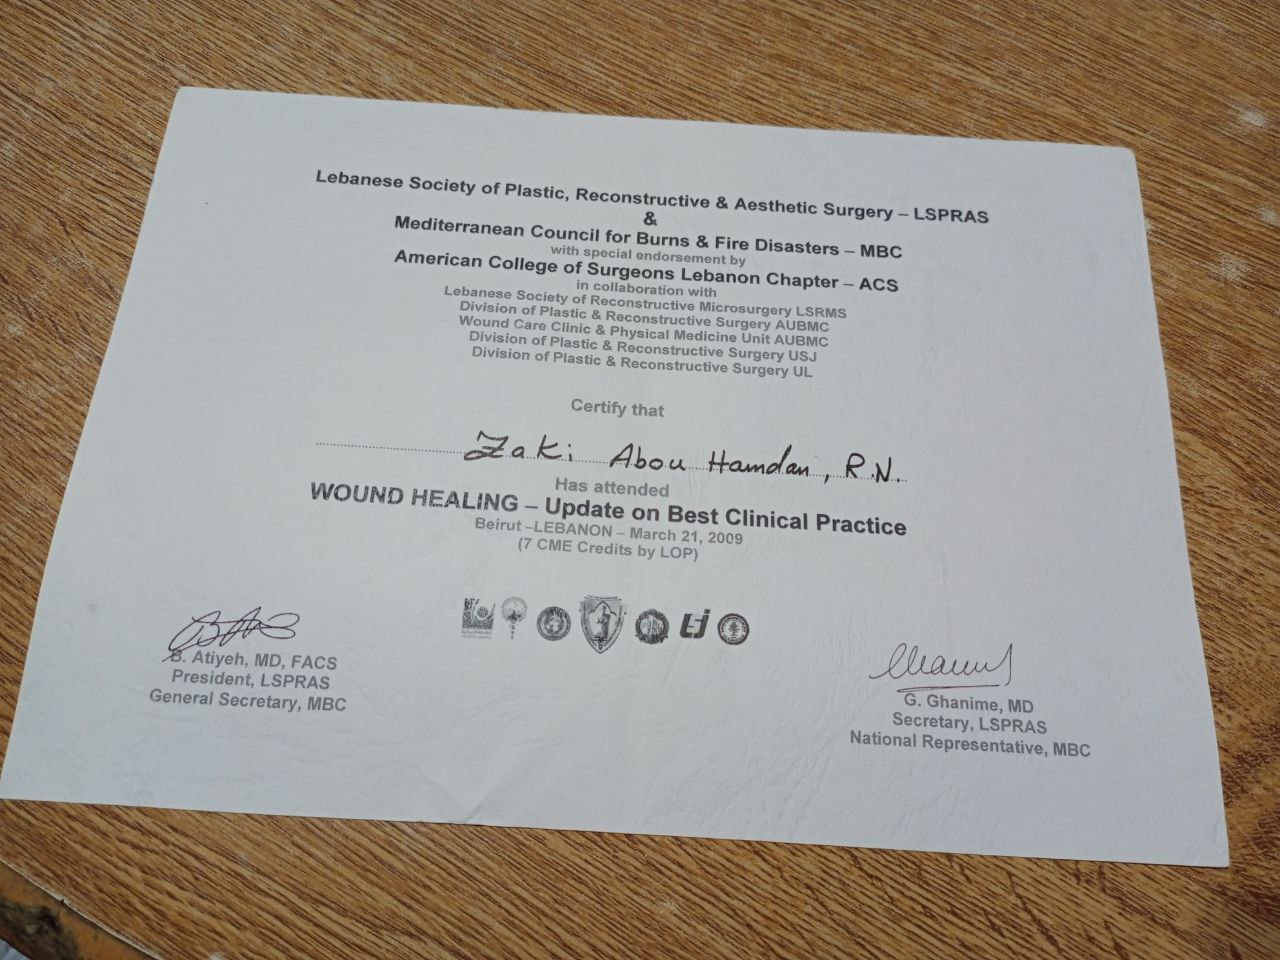 Lebanese Society of Plastic, Reconstructive & Aesthetic Surgery – LSPRAS
&
Mediterranean Council for Burns & Fire Disasters – MBC
with special endorsement by
American College of Surgeons Lebanon Chapter – ACS
in collaboration with
Lebanese Society of Reconstructive Microsurgery LSRMS
Division of Plastic & Reconstructive Surgery AUBMC
Wound Care Clinic & Physical Medicine Unit AUBMC
Division of Plastic & Reconstructive Surgery USJ
Division of Plastic & Reconstructive Surgery UL
Certify that
Zaki Abou Hamdan, R.N.
Has attended
WOUND HEALING – Update on Best Clinical Practice
Beirut –LEBANON – March 21, 2009
(7 CME Credits by LOP)
B. Atiyeh, MD, FACS
President, LSPRAS
General Secretary, MBC
G. Ghanime, MD
Secretary, LSPRAS
National Representative, MBC